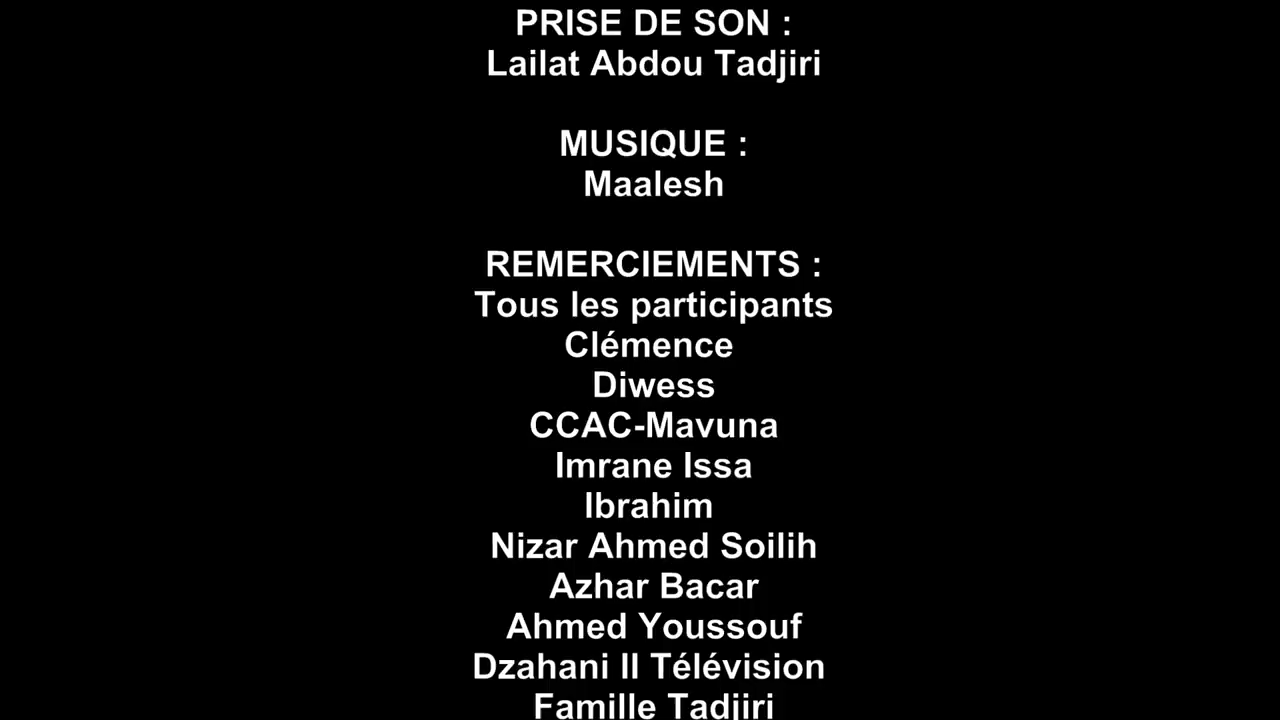 PRISE DE SON :
Lailat Abdou Tadjiri
MUSIQUE :
Maalesh
REMERCIEMENTS :
Tous les participants
Clémence
Diwess
CCAC-Mavuna
Imrane Issa
Ibrahim
Nizar Ahmed Soilih
Azhar Bacar
Ahmed Youssouf
Dzahani II Télévision
Famille Tadjiri